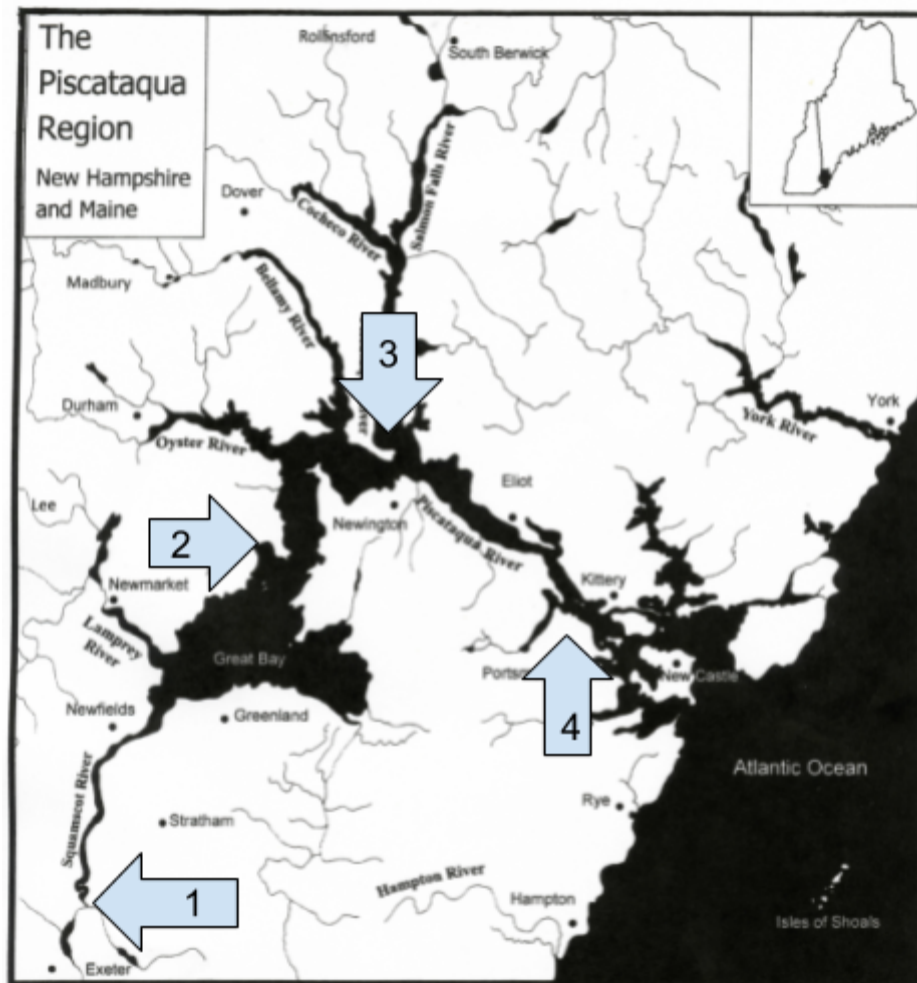 The
Piscataqua
Region
New Hampshire
and Maine
Rollinsford
South Berwick
Salmon Falls River
Dover
Cocheco River
Madbury
Bellamy River
3
Durham
Oyster River
York
York River
Lee
2
Newington
Eliot
Piscataqua River
Newmarket
Kittery
Lamprey
River
Great Bay
New Castle
Newfields
Greenland
4
Squamscot River
Atlantic Ocean
Stratham
Rye
Hampton River
1
Hampton
Isles of Shoals
Exeter